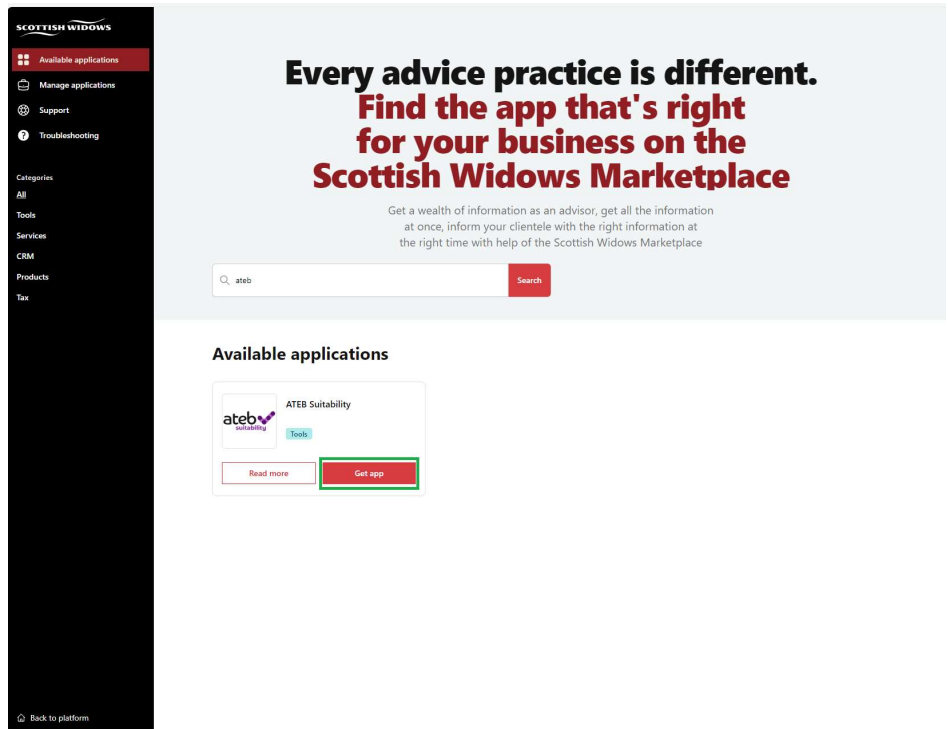 SCOTTISH WIDOWS
Available applications
Manage applications
Support
Troubleshooting
Categories
All
Tools
Services
CRM
Products
Tax
Back to platform
Every advice practice is different.
Find the app that's right
for your business on the
Scottish Widows Marketplace
Get a wealth of information as an advisor, get all the information
at once, inform your clientele with the right information at
the right time with help of the Scottish Widows Marketplace
ateb
Search
Available applications
ateb
suitability
ATEB Suitability
Tools
Read more
Get app